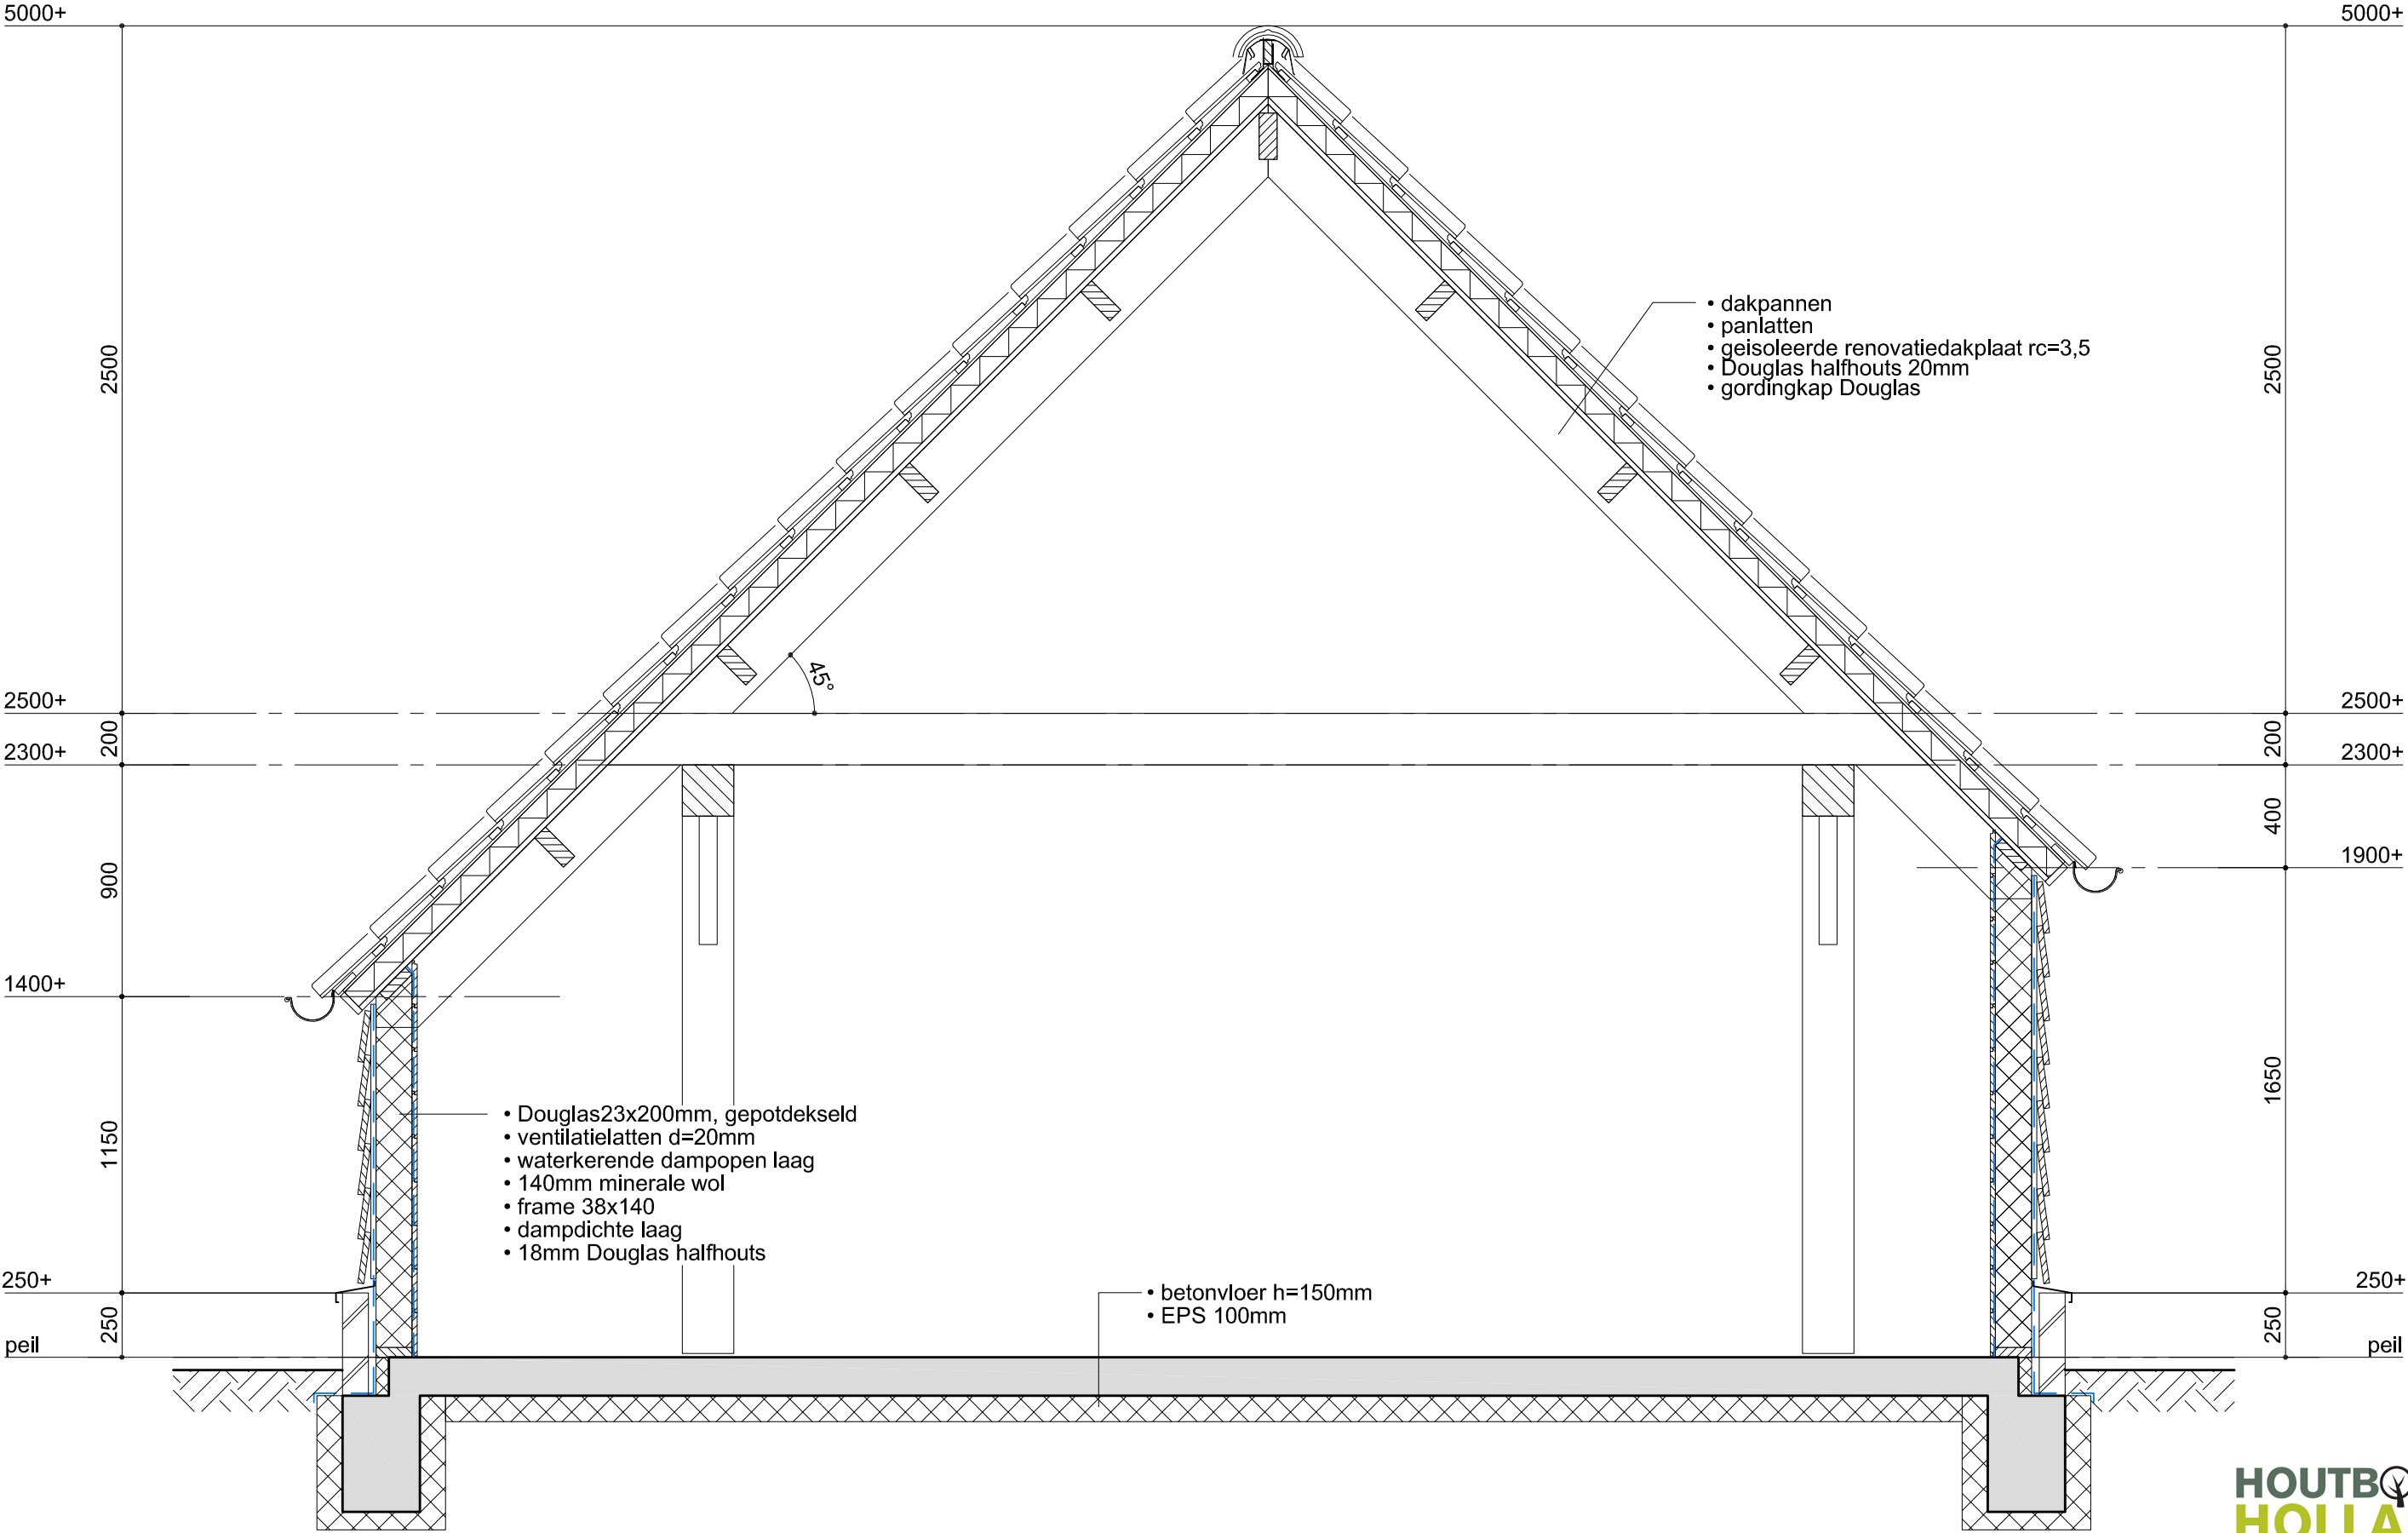 5000+
5000+
2500
2500
• dakpannen
• panlatten
• geisoleerde renovatiedakplaat rc=3,5
• Douglas halfhouts 20mm
• gordingkap Douglas
45°
2500+
2500+
200
200
2300+
2300+
400
900
1900+
1400+
1150
1650
• Douglas23x200mm, gepotdekseld
• ventilatielatten d=20mm
• waterkerende dampopen laag
• 140mm minerale wol
• frame 38x140
• dampdichte laag
• 18mm Douglas halfhouts
250+
250+
• betonvloer h=150mm
• EPS 100mm
250
250
peil
peil
HOUTBO
HOLLA